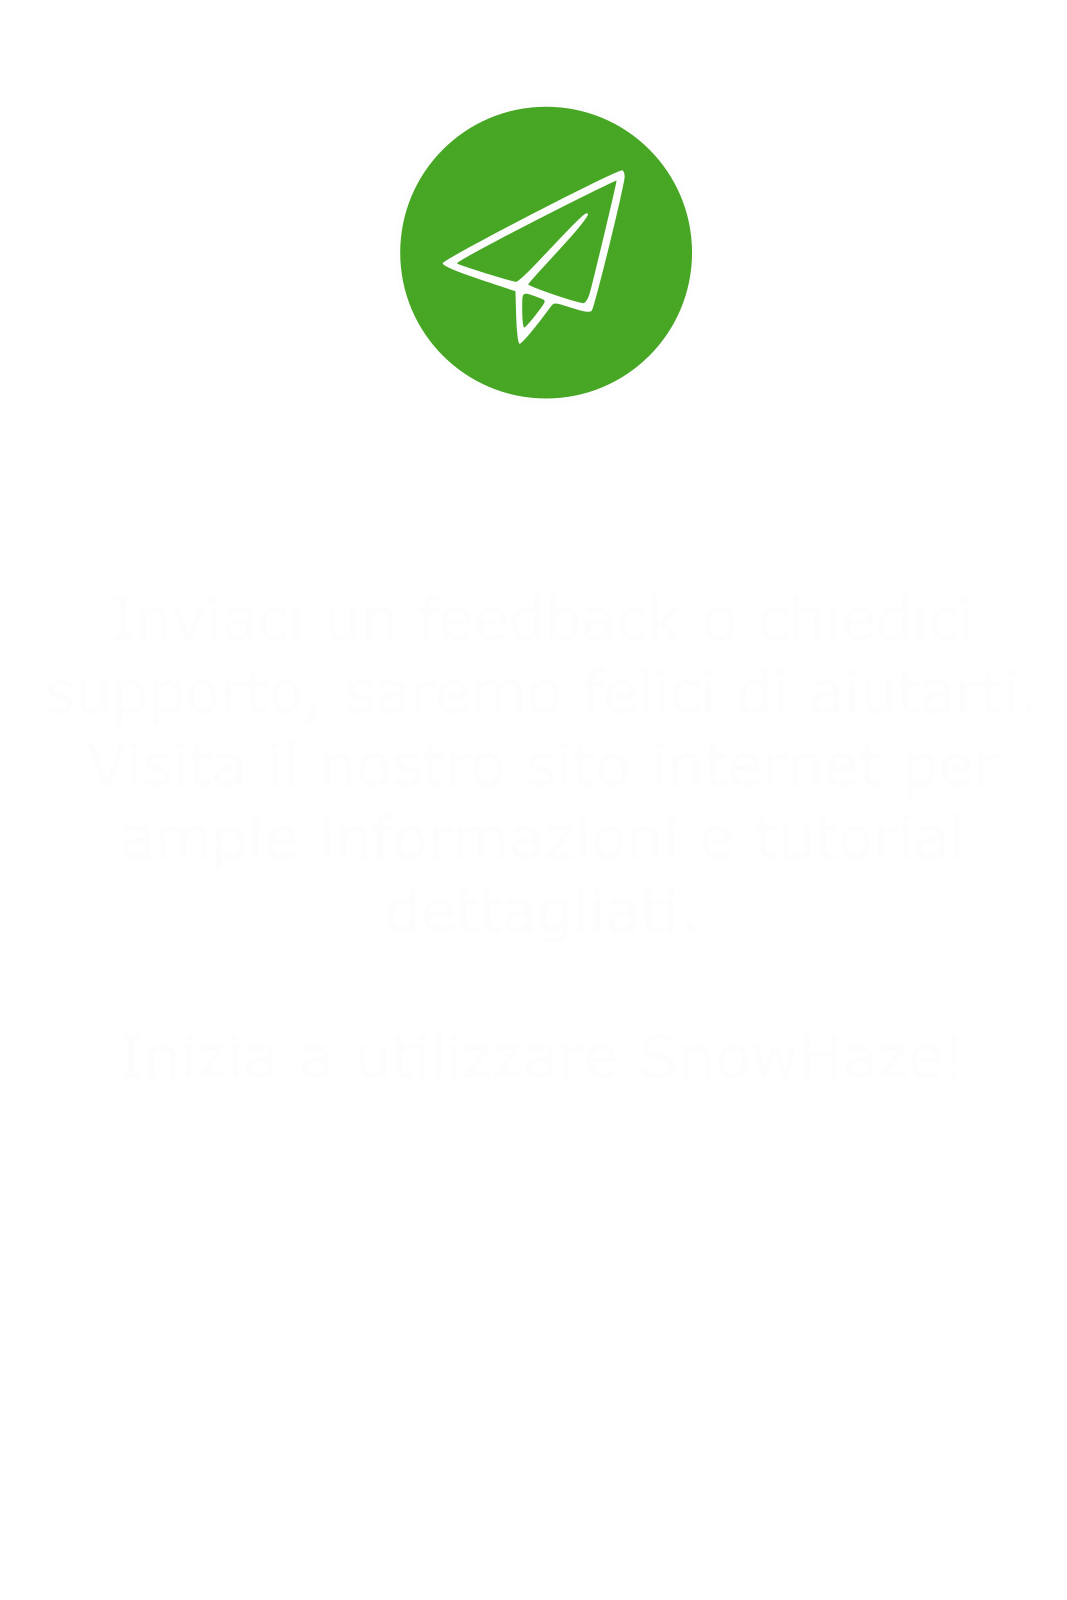 Inviaci un feedback o chiedici
supporto, saremo felici di aiutarti.
Visita il nostro sito internet per
ampie informazioni e tutorial
dettagliati.
Inizia a utilizzare SnowHaze!